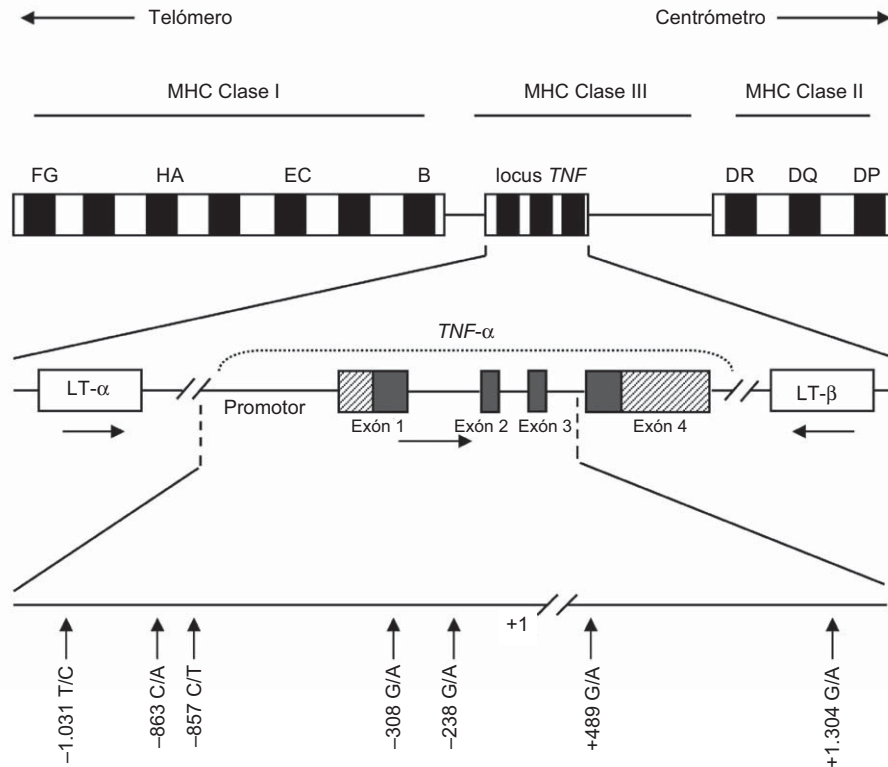 Telómero Centrómetro
MHC Clase I MHC Clase III MHC Clase II
FG HA EC B locus TNF DR DQ DP
TNF-α
LT-α Promotor Exón 1 Exón 2 Exón 3 Exón 4 LT-β
+1
–1.031 T/C
–863 C/A
–857 C/T
–308 G/A
–238 G/A
+489 G/A
+1.304 G/A